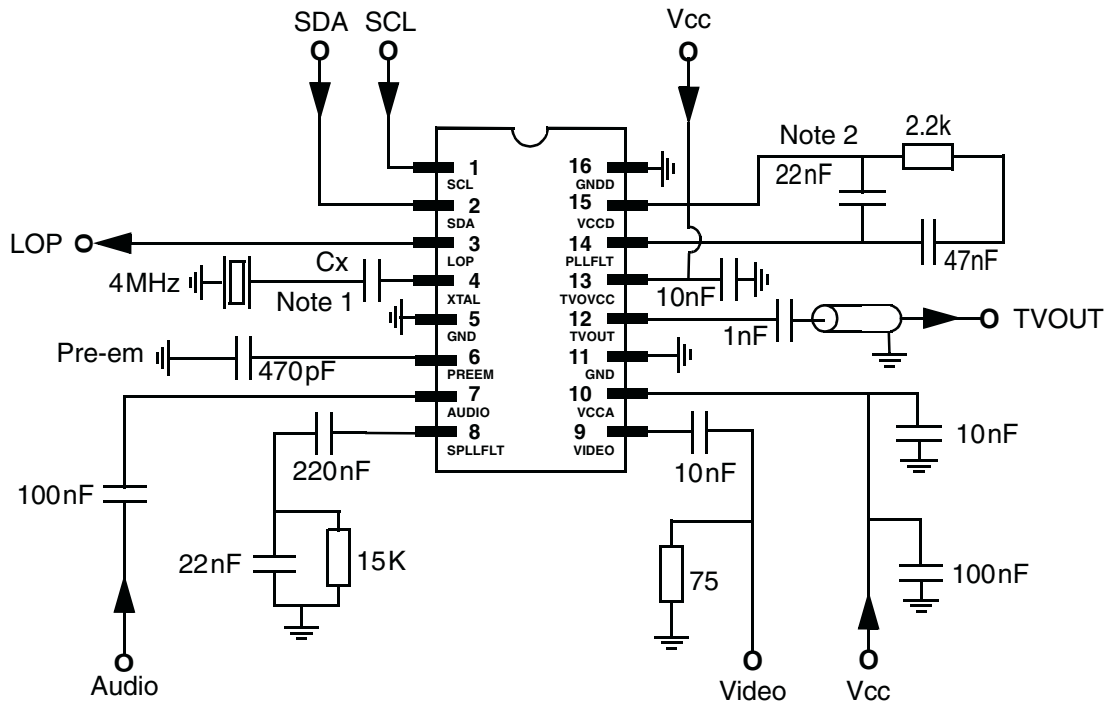 SDA SCL
Vcc
Note 2
2.2k
22nF
47nF
1
SCL
2
SDA
3
LOP
4
XTAL
5
GND
6
PREEM
7
AUDIO
8
SPLLFLT
16
GNDD
15
VCCD
14
PLLFLT
13
TVOVCC
12
TVOUT
11
GND
10
VCCA
9
VIDEO
LOP
4MHz
Cx
Note 1
Pre-em
470pF
10nF
1nF
TVOUT
220nF
100nF
22nF
15K
Audio
10nF
10nF
75
100nF
Video
Vcc